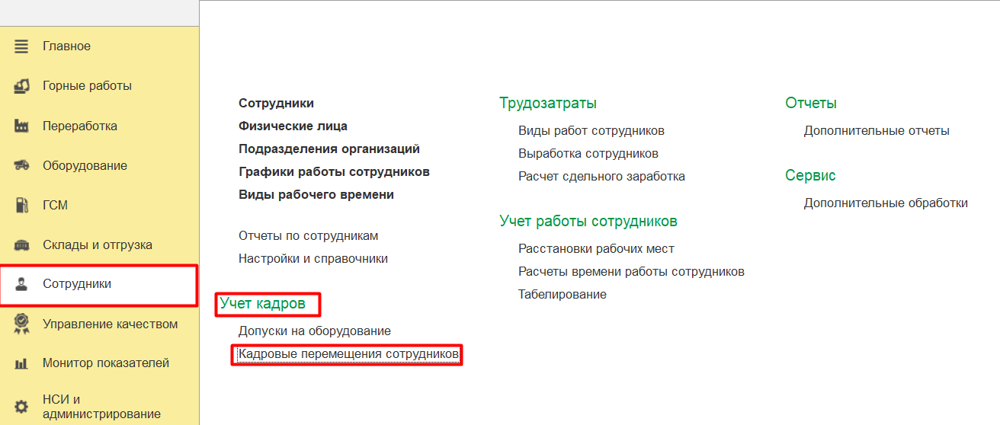 Главное
Горные работы
Переработка
Оборудование
ГСМ
Склады и отгрузка
Сотрудники
Управление качеством
Монитор показателей
НСИ и
администрирование
Сотрудники
Физические лица
Подразделения организаций
Графики работы сотрудников
Виды рабочего времени
Отчеты по сотрудникам
Настройки и справочники
Учет кадров
Допуски на оборудование
Кадровые перемещения сотрудников
Трудозатраты
Виды работ сотрудников
Выработка сотрудников
Расчет сдельного заработка
Учет работы сотрудников
Расстановки рабочих мест
Расчеты времени работы сотрудников
Табелирование
Отчеты
Дополнительные отчеты
Сервис
Дополнительные обработки